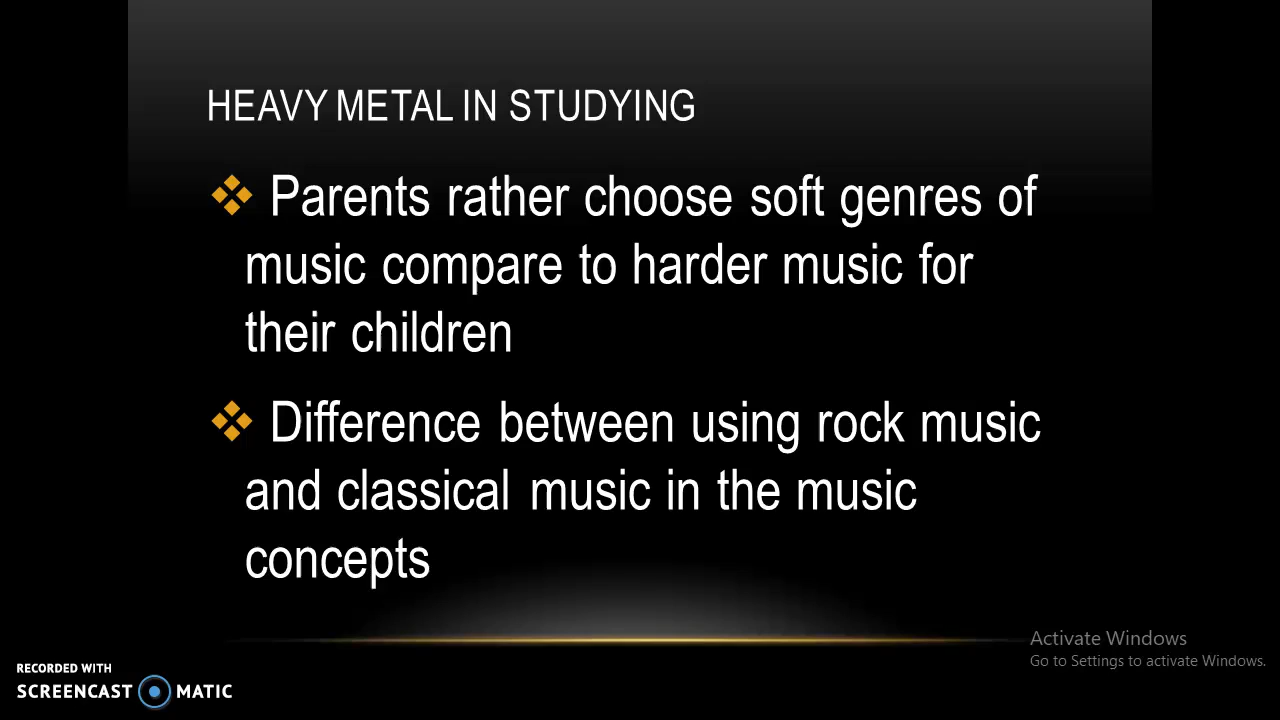 HEAVY METAL IN STUDYING
Parents rather choose soft genres of
music compare to harder music for
their children
Difference between using rock music
and classical music in the music
concepts
Activate Windows
Go to Settings to activate Windows.
RECORDED WITH
SCREENCAST MATIC